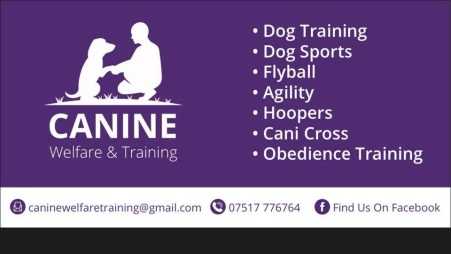 CANINE
Welfare & Training
• Dog Training
• Dog Sports
• Flyball
• Agility
• Hoopers
• Cani Cross
• Obedience Training
caninewelfaretraining@gmail.com 07517 776764 Find Us On Facebook